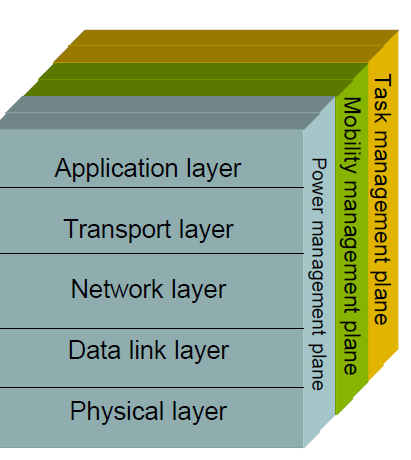 Application layer
Transport layer
Network layer
Data link layer
Physical layer
Power management plane
Mobility management plane
Task management plane